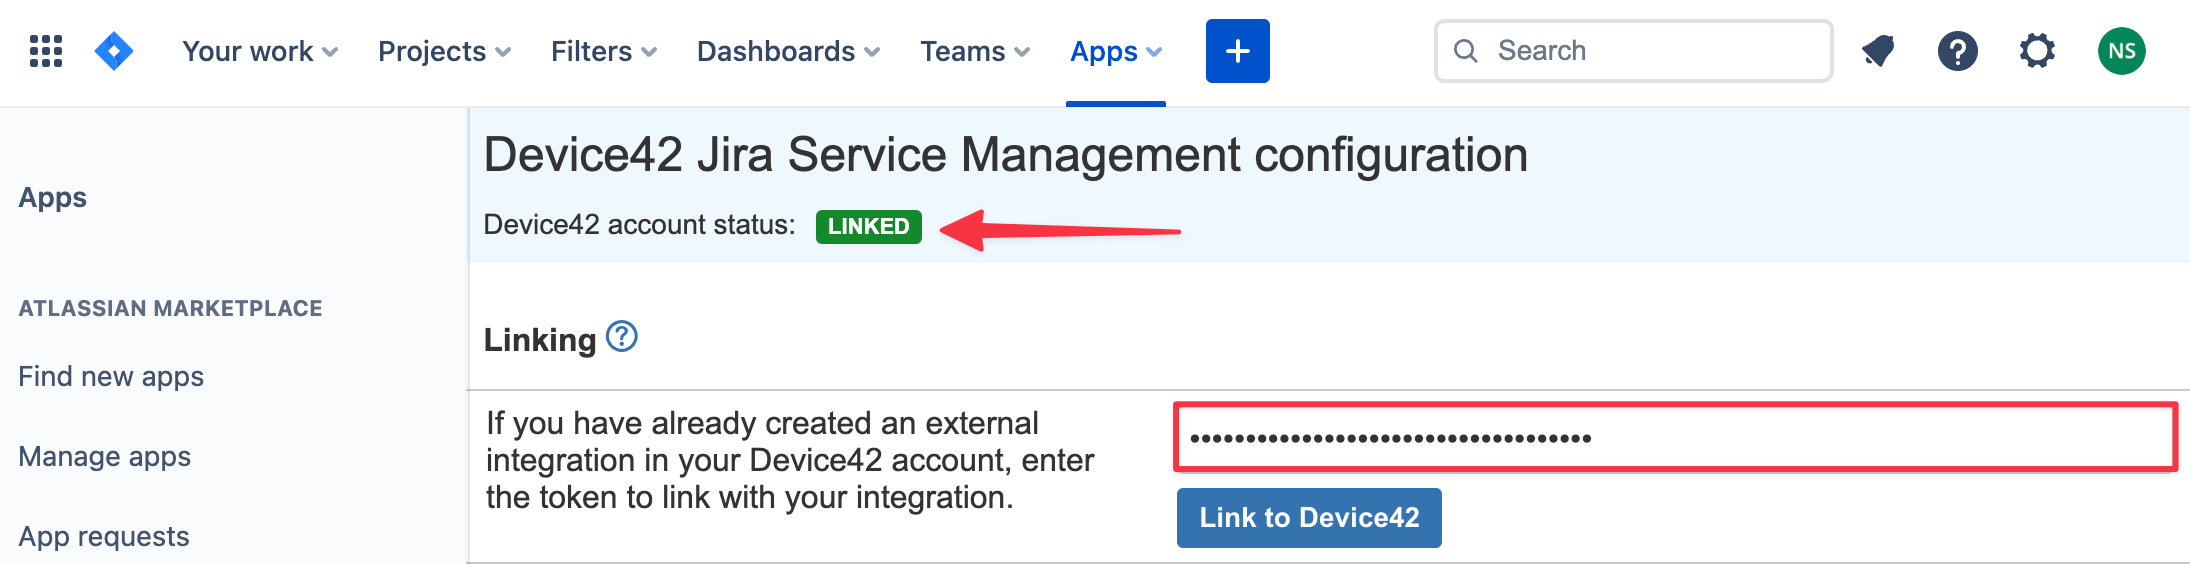 Your work Projects Filters Dashboards Teams Apps + Search ? NS
Device42 Jira Service Management configuration
Apps
Device42 account status: LINKED
ATLASSIAN MARKETPLACE
Linking ?
Find new apps
If you have already created an external
integration in your Device42 account, enter
the token to link with your integration.
••••••••••••••••••••••••••••••••••••
Manage apps
Link to Device42
App requests